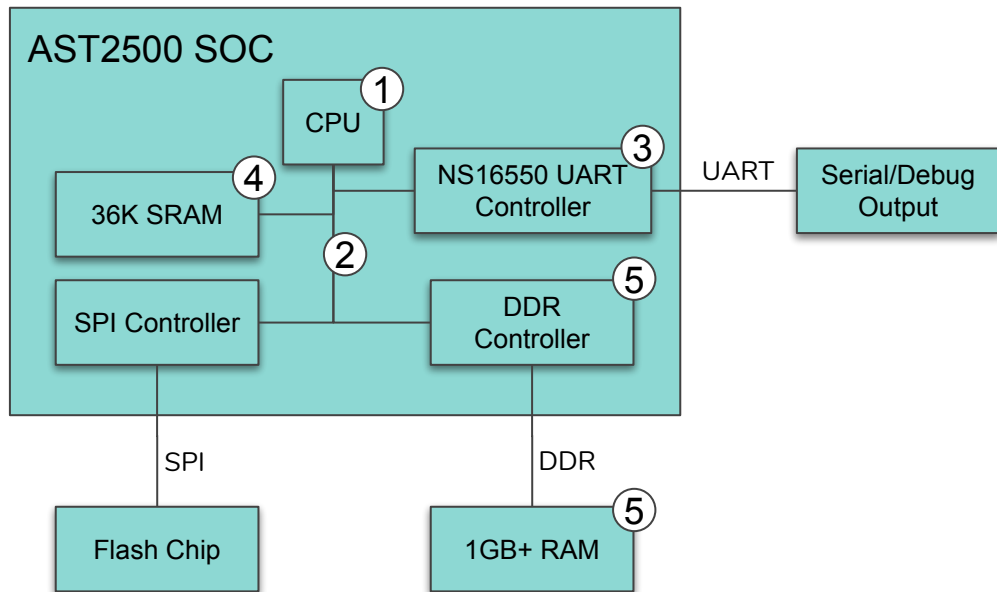 AST2500 SOC
1
CPU
3
NS16550 UART
Controller
UART
Serial/Debug
Output
4
36K SRAM
2
5
SPI Controller
DDR
Controller
SPI
DDR
5
Flash Chip
1GB+ RAM